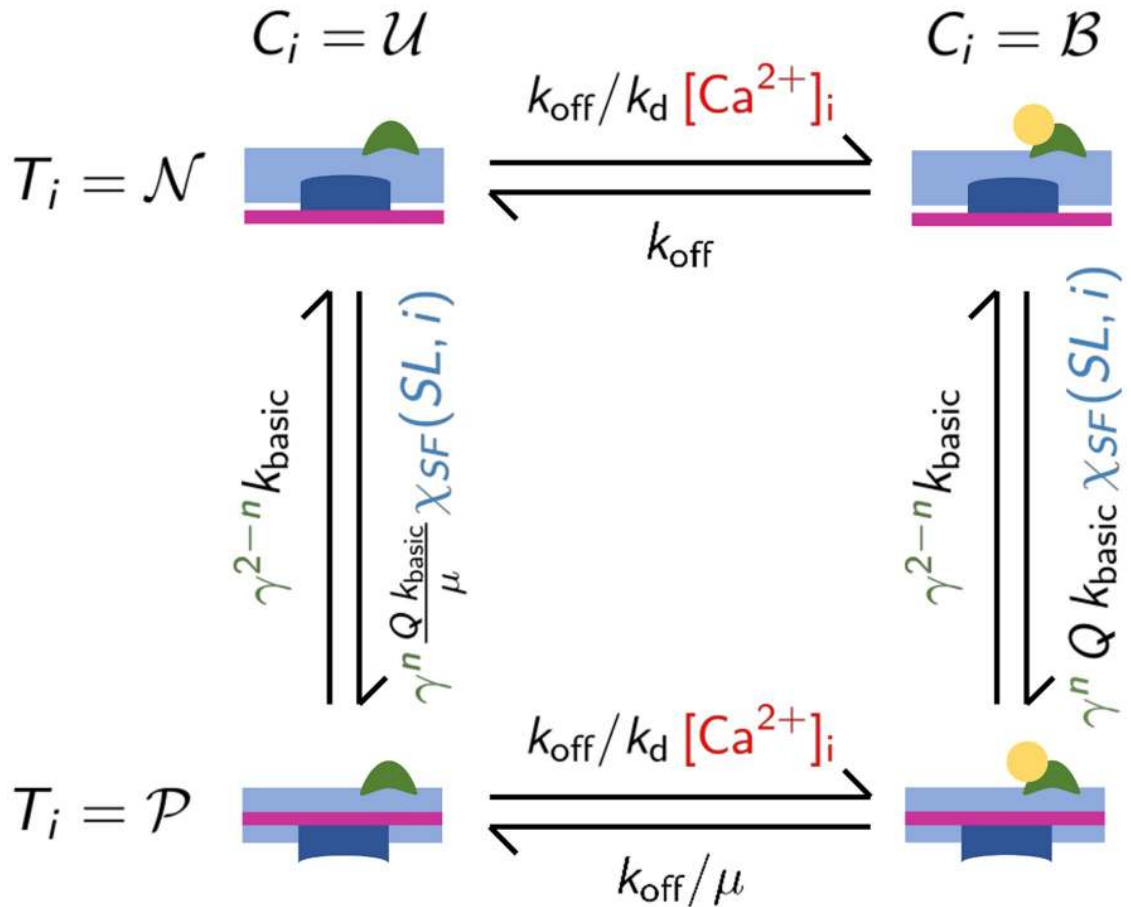 C_i = 𝒰
C_i = ℬ
k_off/k_d [Ca²⁺]_i
T_i = 𝒩
k_off
γ^{2−n} k_basic
γ^n Q k_basic / μ χ_SF(SL, i)
γ^{2−n} k_basic
γ^n Q k_basic χ_SF(SL, i)
k_off/k_d [Ca²⁺]_i
T_i = 𝒫
k_off/μ